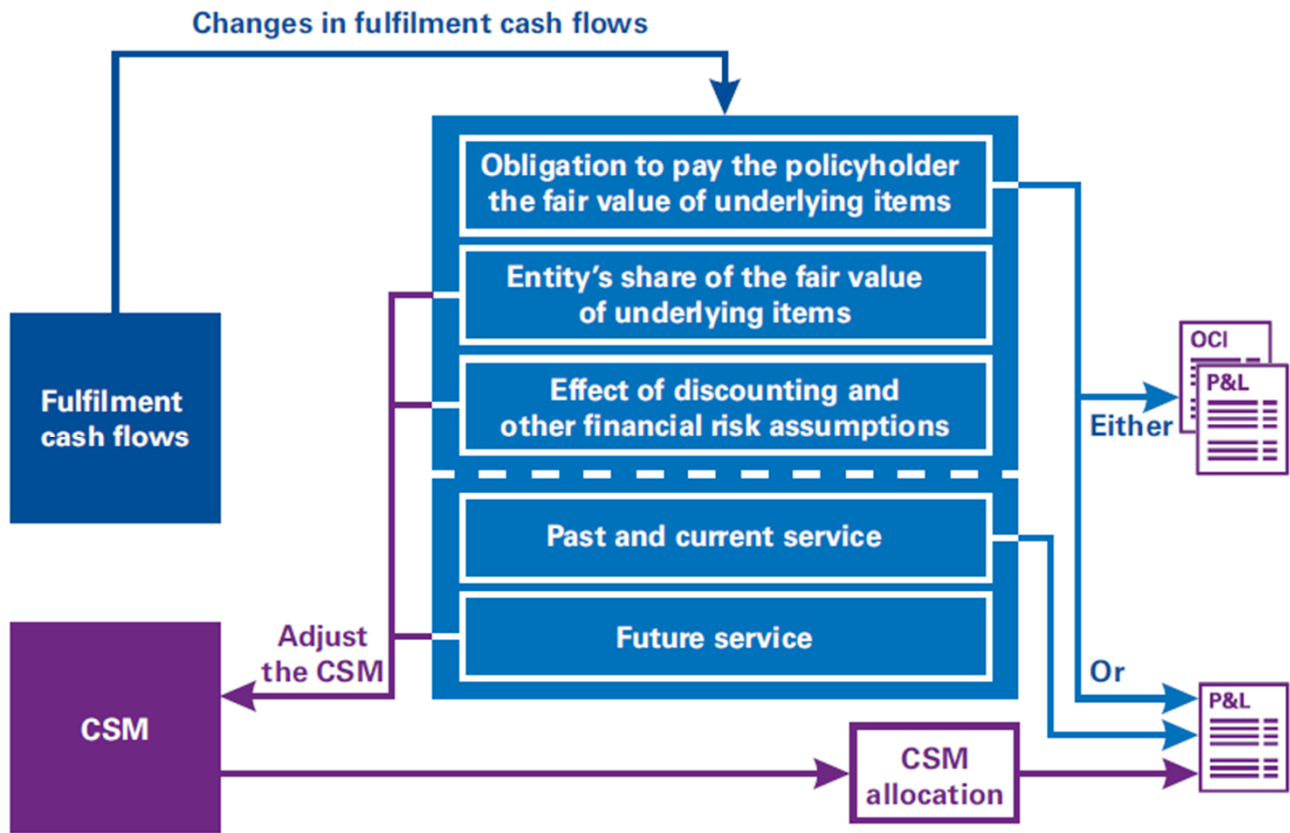 Changes in fulfilment cash flows
Obligation to pay the policyholder
the fair value of underlying items
Entity's share of the fair value
of underlying items
OCI
P&L
Effect of discounting and
other financial risk assumptions
Either
Fulfilment
cash flows
Past and current service
Future service
Adjust
the CSM
Or
P&L
CSM
CSM
allocation